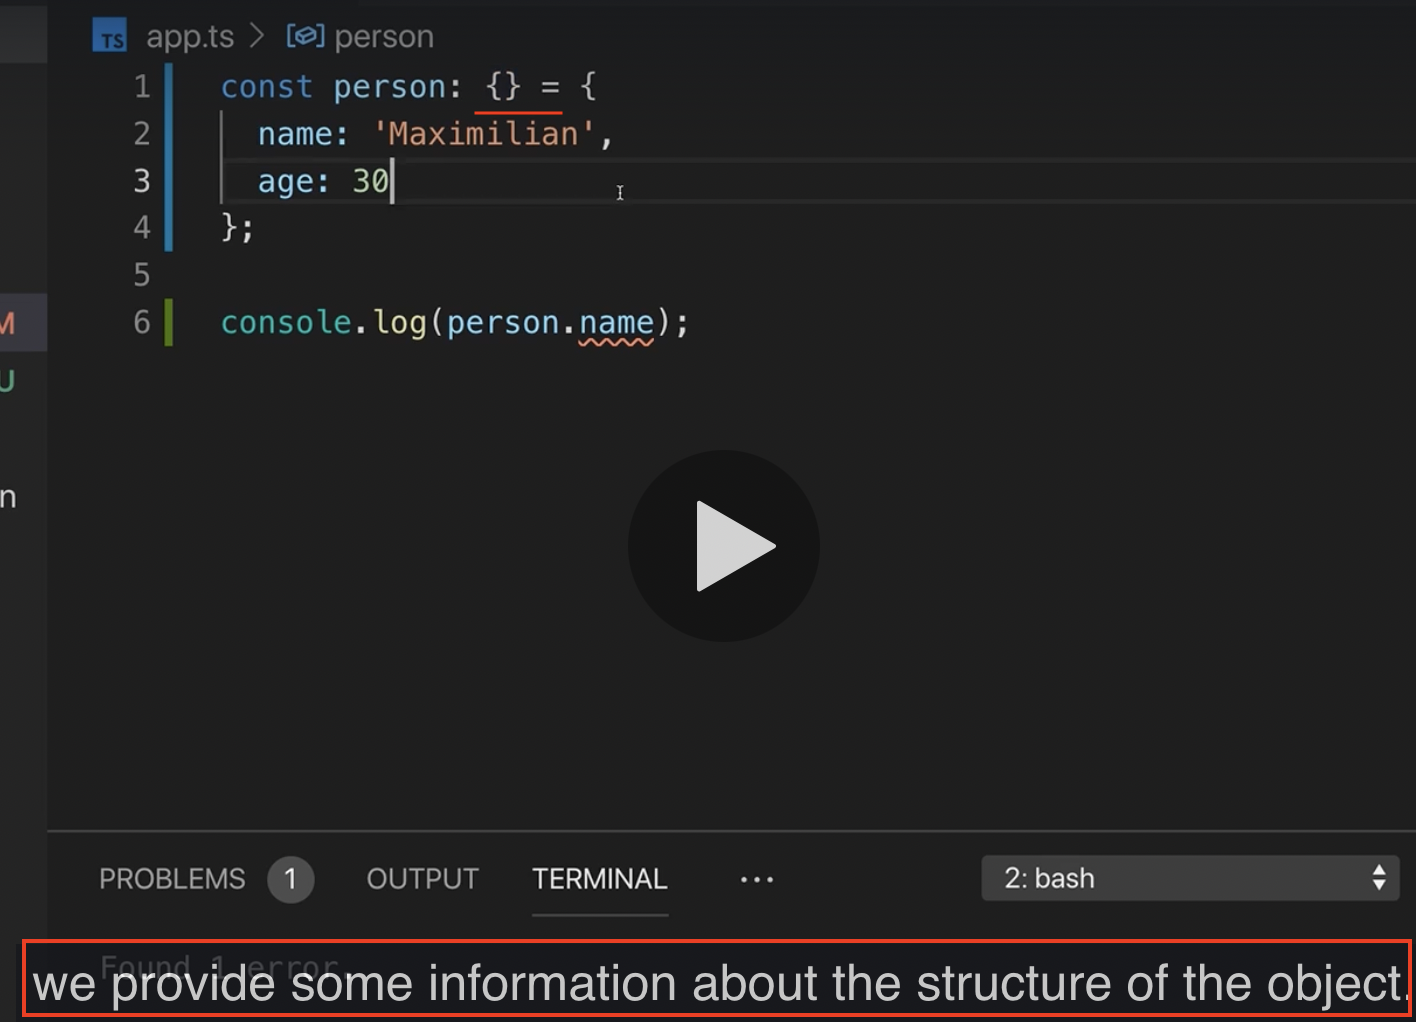 TS app.ts > person
1 const person: {} = {
2 name: 'Maximilian',
3 age: 30
4 };
5
6 console.log(person.name);
M
U
n
PROBLEMS 1 OUTPUT TERMINAL ... 2: bash
Found 1 error.
we provide some information about the structure of the object.